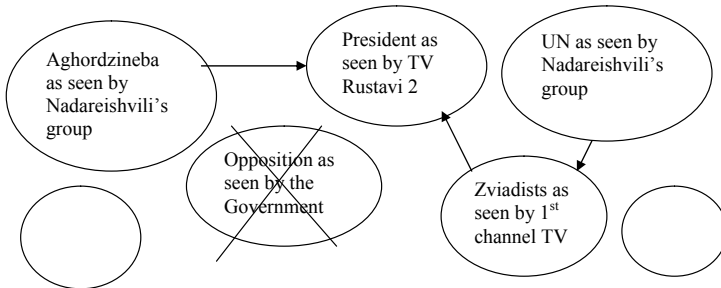 Aghordzineba
as seen by
Nadareishvili’s
group
President as
seen by TV
Rustavi 2
UN as seen by
Nadareishvili’s
group
Opposition as
seen by the
Government
Zviadists as
seen by 1st
channel TV